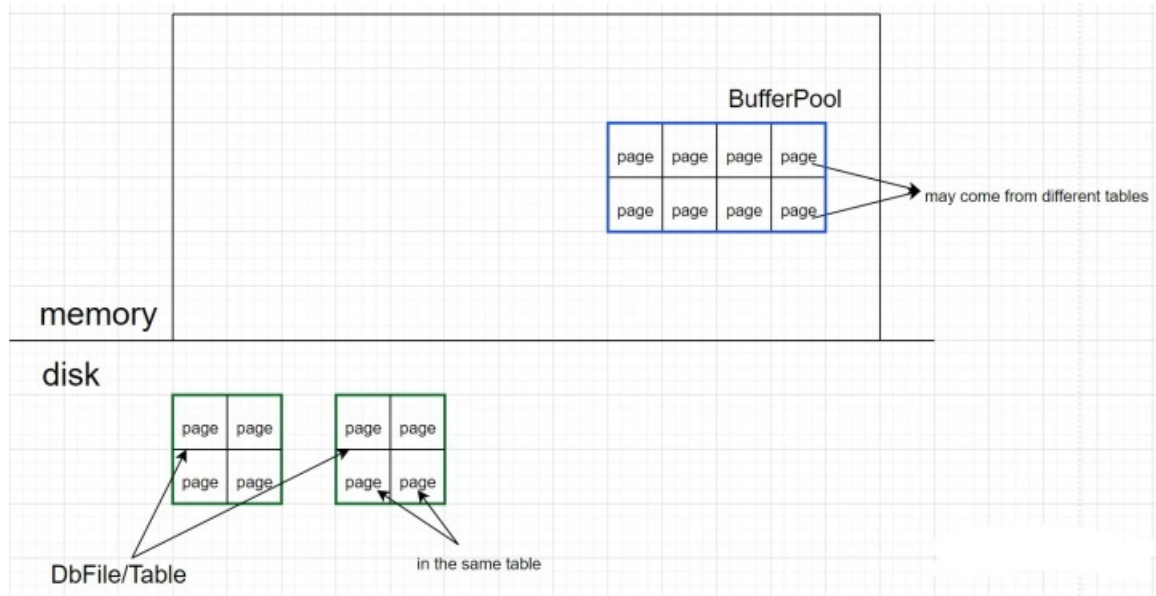 BufferPool
page page page page
may come from different tables
page page page page
memory
disk
page page page page
page page page page
in the same table
DbFile/Table